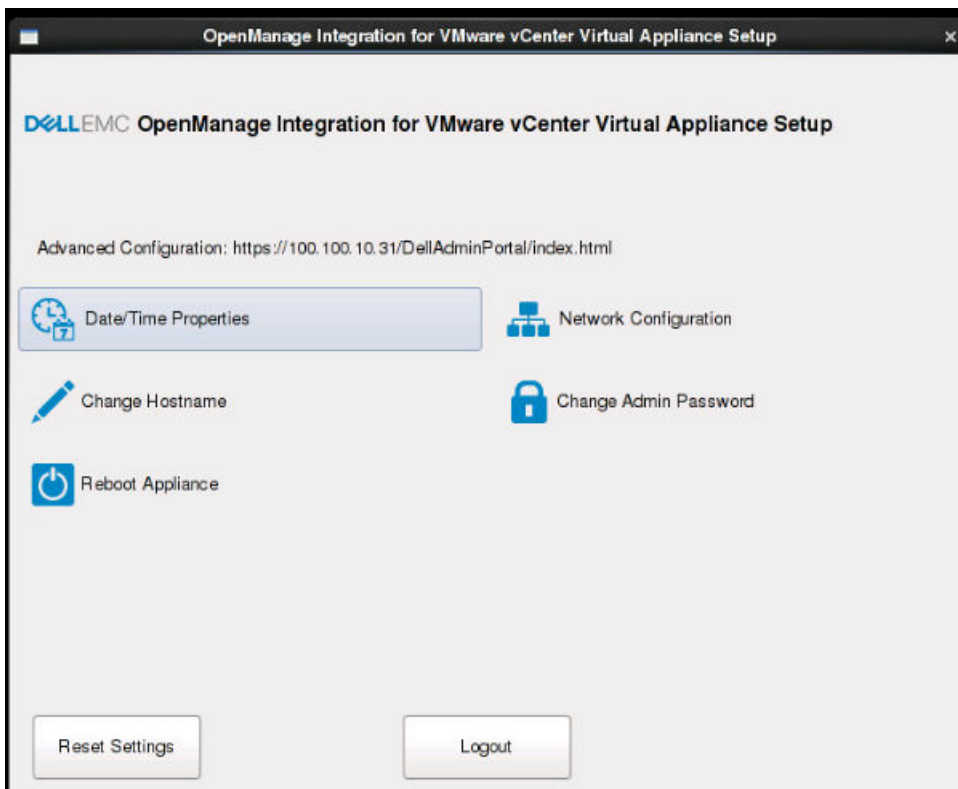 OpenManage Integration for VMware vCenter Virtual Appliance Setup
DELLEMC OpenManage Integration for VMware vCenter Virtual Appliance Setup
Advanced Configuration: https://100.100.10.31/DellAdminPortal/index.html
Date/Time Properties
Network Configuration
Change Hostname
Change Admin Password
Reboot Appliance
Reset Settings
Logout